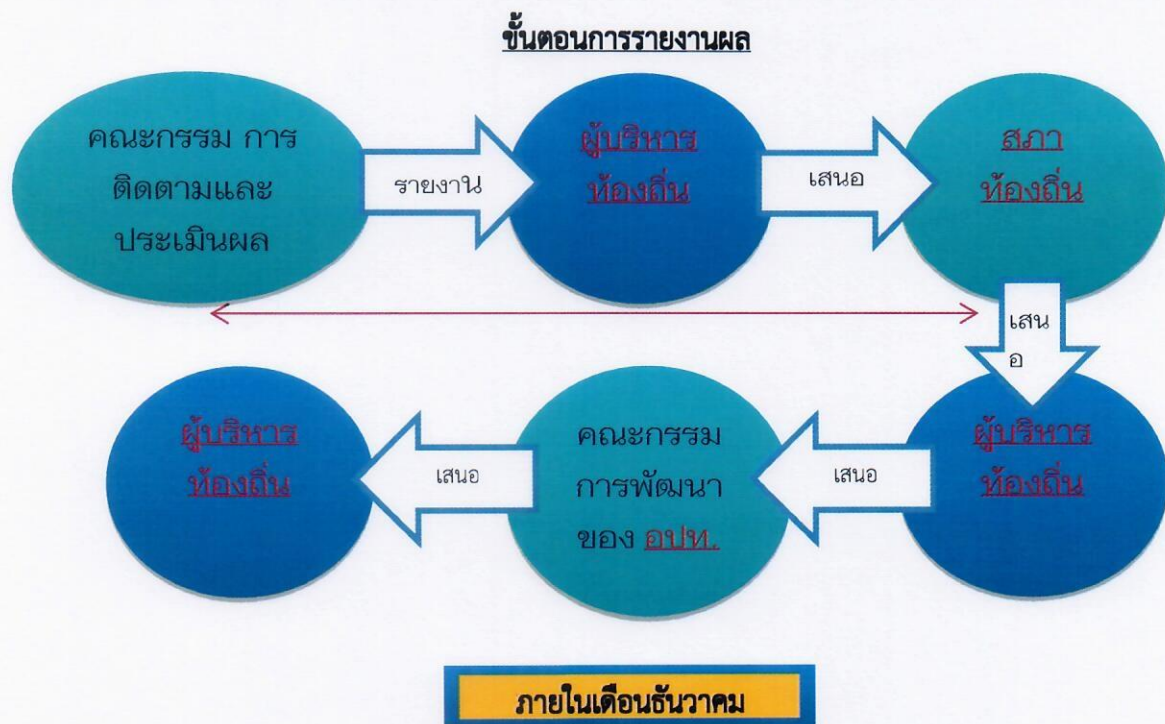 ขั้นตอนการรายงานผล
คณะกรรม การ
ติดตามและ
ประเมินผล
รายงาน
ผู้บริหาร
ท้องถิ่น
เสนอ
สภา
ท้องถิ่น
เสน
อ
ผู้บริหาร
ท้องถิ่น
เสนอ
คณะกรรม
การพัฒนา
ของ อปท.
เสนอ
ผู้บริหาร
ท้องถิ่น
ภายในเดือนธันวาคม